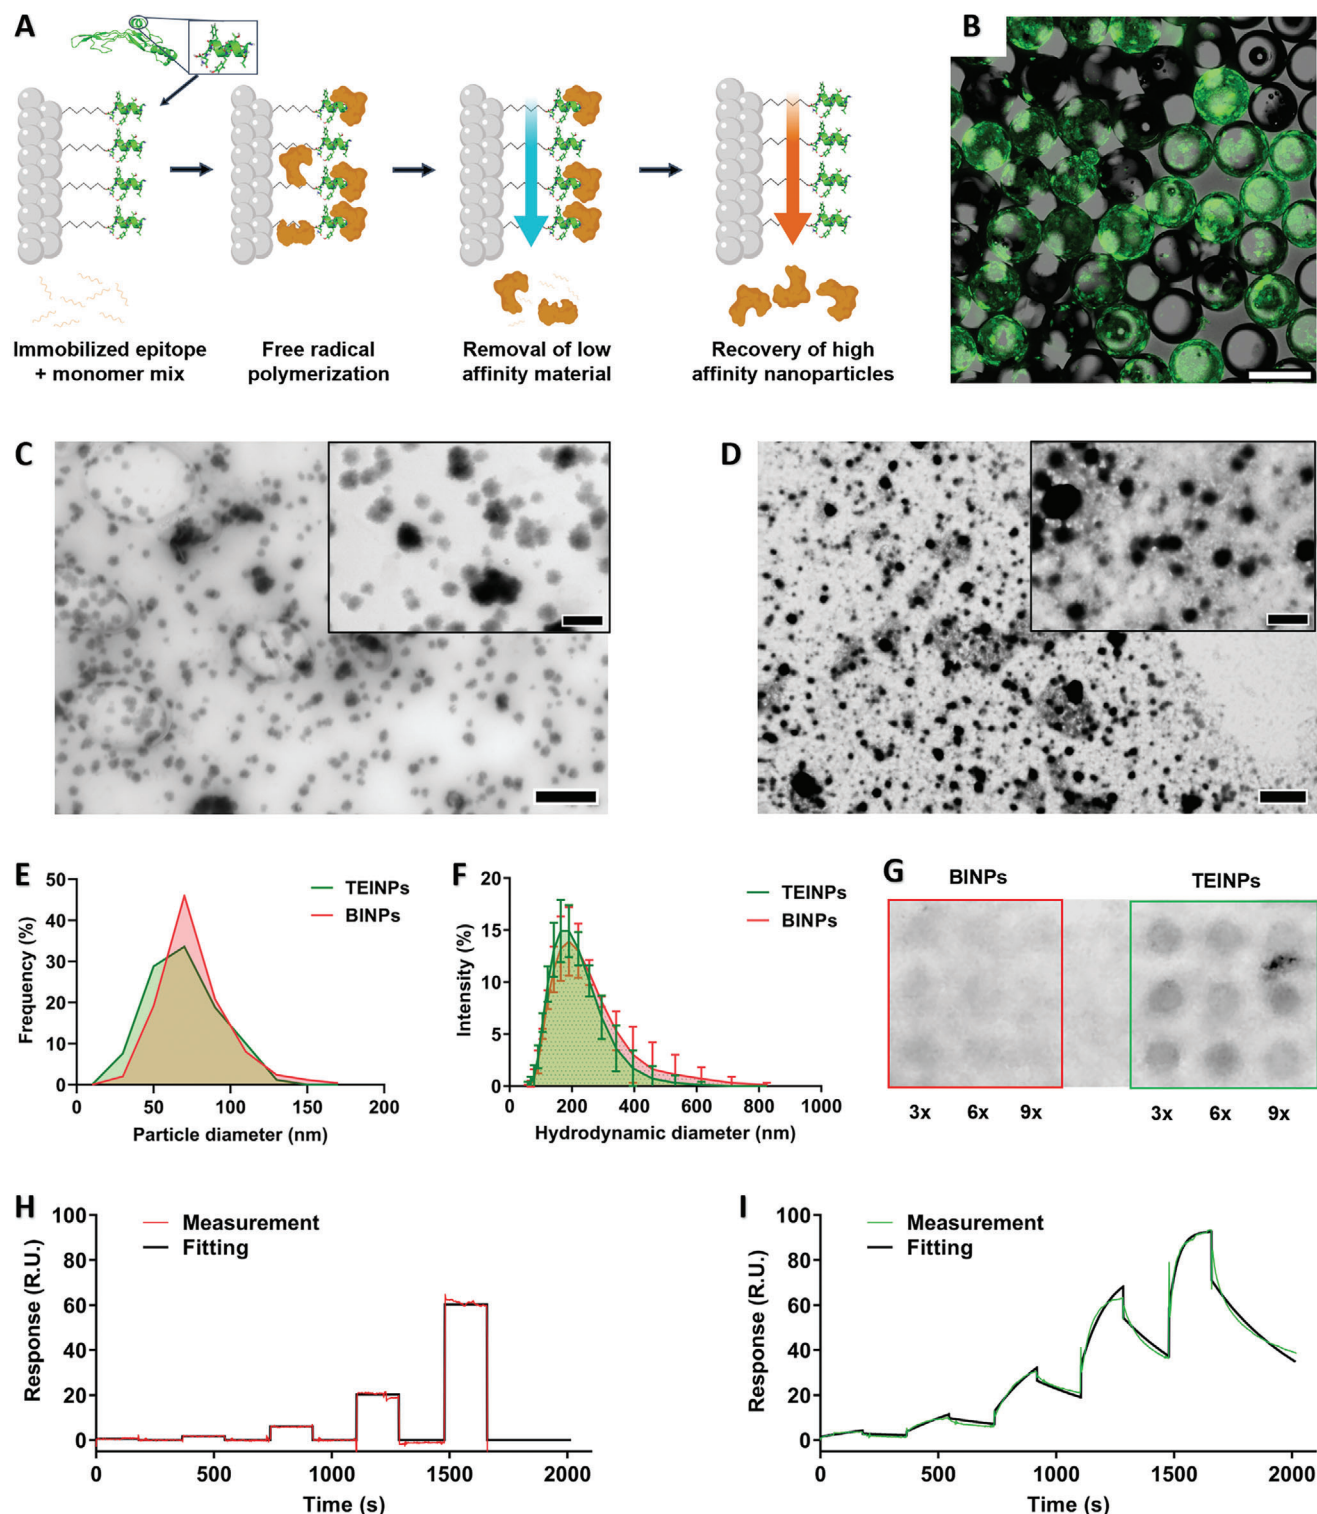 A
B
Immobilized epitope
+ monomer mix
Free radical
polymerization
Removal of low
affinity material
Recovery of high
affinity nanoparticles
C
D
E
50
40
30
20
10
0
Frequency (%)
TEINPs
BINPs
0
50
100
150
200
Particle diameter (nm)
F
20
15
10
5
0
Intensity (%)
TEINPs
BINPs
0
200
400
600
800
1000
Hydrodynamic diameter (nm)
G
BINPs
TEINPs
3x
6x
9x
3x
6x
9x
H
100
80
60
40
20
0
Response (R.U.)
Measurement
Fitting
0
500
1000
1500
2000
Time (s)
I
100
80
60
40
20
0
Response (R.U.)
Measurement
Fitting
0
500
1000
1500
2000
Time (s)